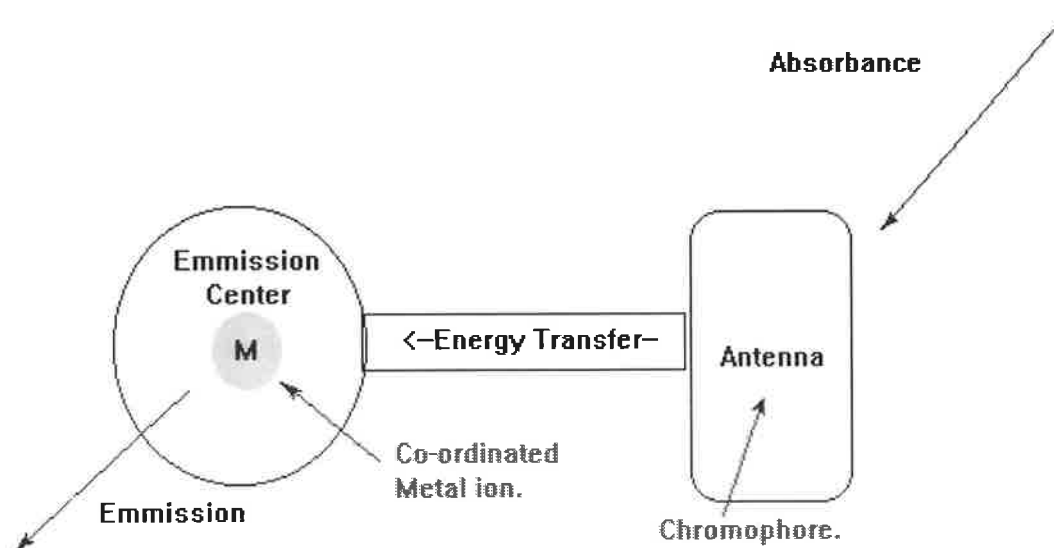 Absorbance
Emmission
Center
M
<–Energy Transfer–
Antenna
Co-ordinated
Metal ion.
Emmission
Chromophore.